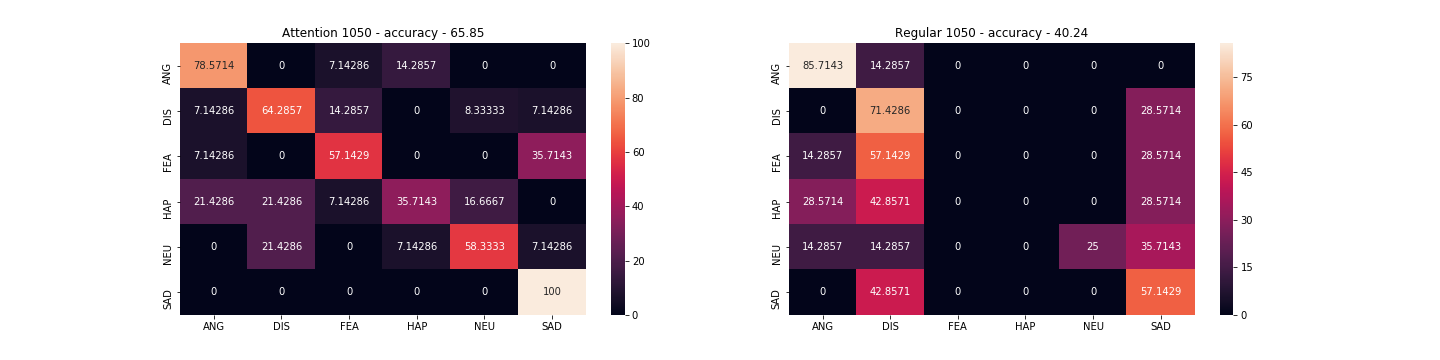 Attention 1050 - accuracy - 65.85
ANG 78.5714 0 7.14286 14.2857 0 0
DIS 7.14286 64.2857 14.2857 0 8.33333 7.14286
FEA 7.14286 0 57.1429 0 0 35.7143
HAP 21.4286 21.4286 7.14286 35.7143 16.6667 0
NEU 0 21.4286 0 7.14286 58.3333 7.14286
SAD 0 0 0 0 0 100
ANG DIS FEA HAP NEU SAD
100
80
60
40
20
0
Regular 1050 - accuracy - 40.24
ANG 85.7143 14.2857 0 0 0 0
DIS 0 71.4286 0 0 0 28.5714
FEA 14.2857 57.1429 0 0 0 28.5714
HAP 28.5714 42.8571 0 0 0 28.5714
NEU 14.2857 14.2857 0 0 25 35.7143
SAD 0 42.8571 0 0 0 57.1429
ANG DIS FEA HAP NEU SAD
75
60
45
30
15
0